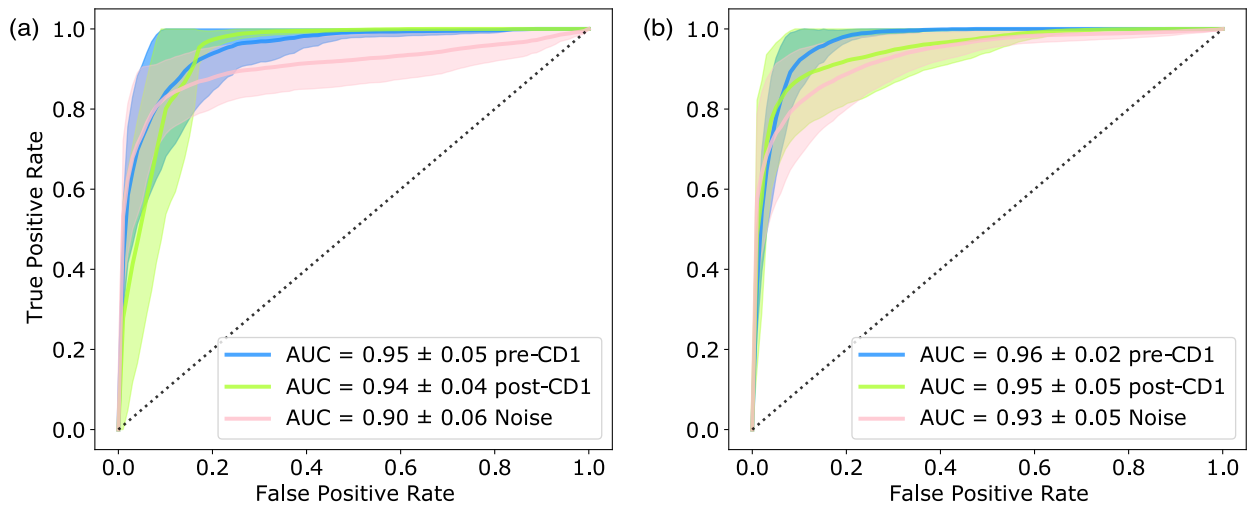 (a)
True Positive Rate
1.0
0.8
0.6
0.4
0.2
0.0
AUC = 0.95 ± 0.05 pre-CD1
AUC = 0.94 ± 0.04 post-CD1
AUC = 0.90 ± 0.06 Noise
0.0 0.2 0.4 0.6 0.8 1.0
False Positive Rate
(b)
1.0
0.8
0.6
0.4
0.2
0.0
AUC = 0.96 ± 0.02 pre-CD1
AUC = 0.95 ± 0.05 post-CD1
AUC = 0.93 ± 0.05 Noise
0.0 0.2 0.4 0.6 0.8 1.0
False Positive Rate